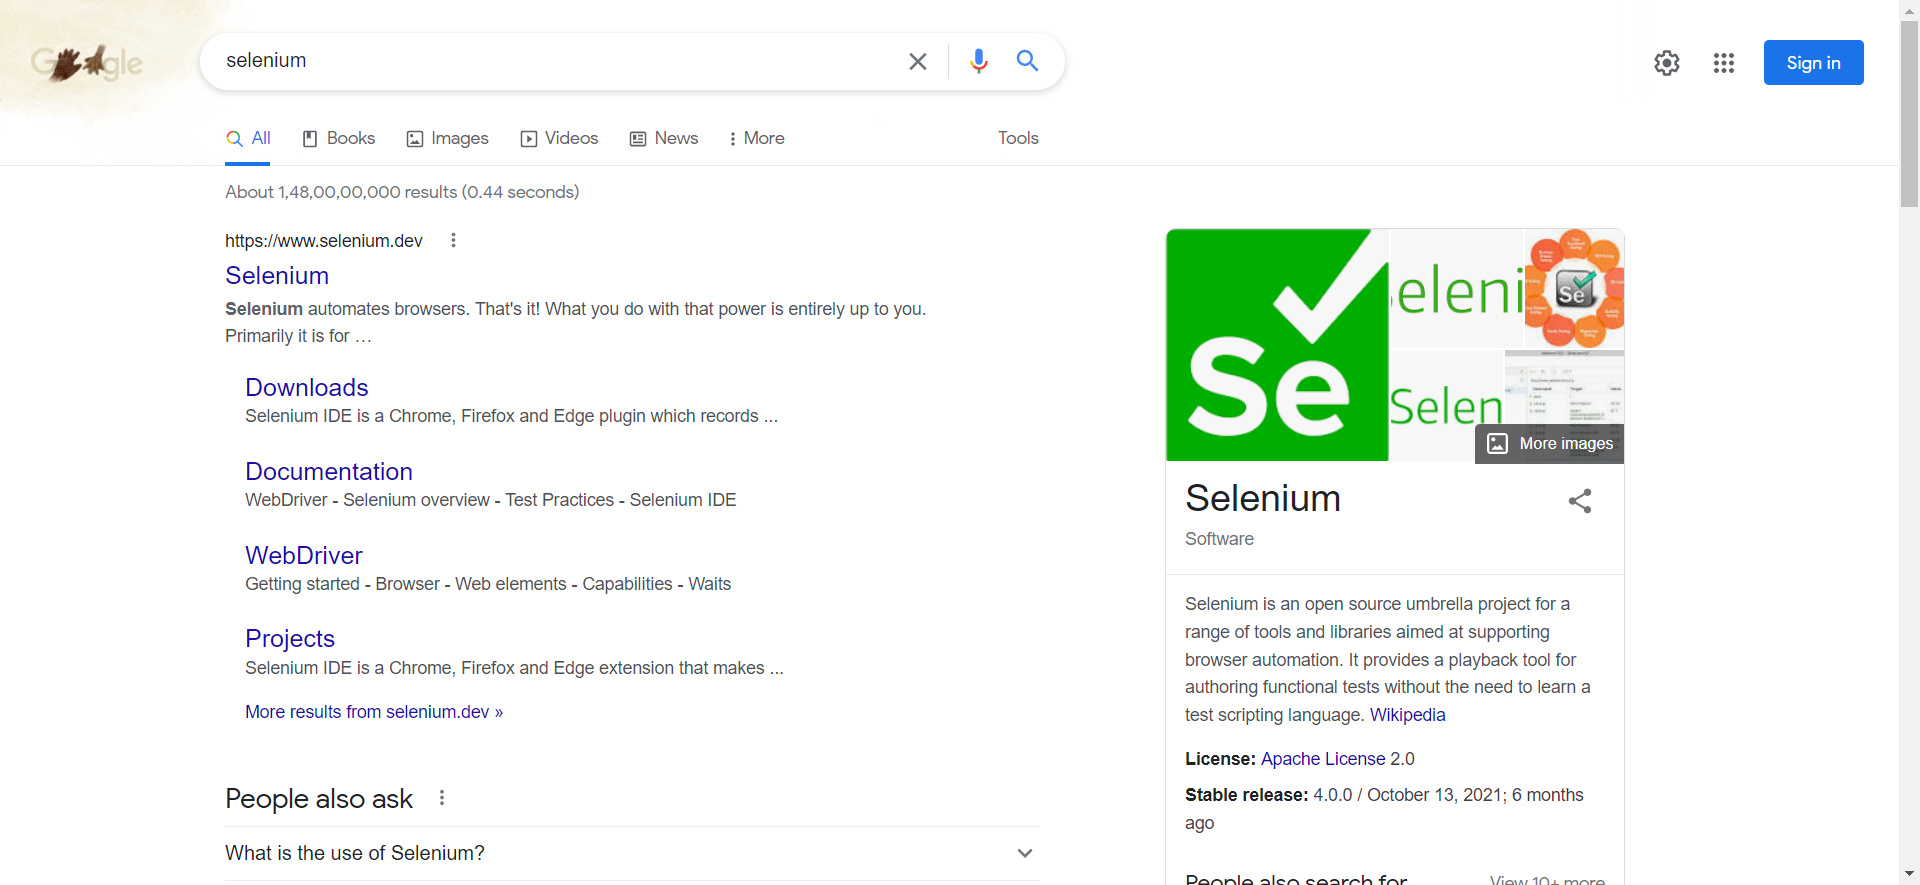 Google
selenium
Sign in
All
Books
Images
Videos
News
More
Tools
About 1,48,00,00,000 results (0.44 seconds)
https://www.selenium.dev
Selenium
Selenium automates browsers. That's it! What you do with that power is entirely up to you.
Primarily it is for …
Downloads
Selenium IDE is a Chrome, Firefox and Edge plugin which records ...
Documentation
WebDriver - Selenium overview - Test Practices - Selenium IDE
WebDriver
Getting started - Browser - Web elements - Capabilities - Waits
Projects
Selenium IDE is a Chrome, Firefox and Edge extension that makes ...
More results from selenium.dev »
People also ask
What is the use of Selenium?
Se
eleni
Se
Selen
More images
Selenium
Software
Selenium is an open source umbrella project for a
range of tools and libraries aimed at supporting
browser automation. It provides a playback tool for
authoring functional tests without the need to learn a
test scripting language. Wikipedia
License: Apache License 2.0
Stable release: 4.0.0 / October 13, 2021; 6 months
ago
People also search for
View 10+ more